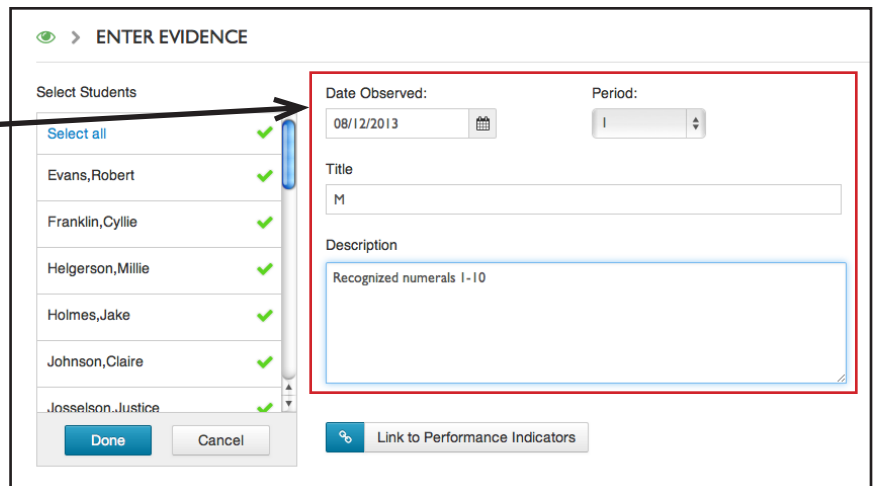 ENTER EVIDENCE
Select Students
Select all
Evans,Robert
Franklin,Cyllie
Helgerson,Millie
Holmes,Jake
Johnson,Claire
Josselson,Justice
Done Cancel
Date Observed: Period:
08/12/2013 1
Title
M
Description
Recognized numerals 1-10
Link to Performance Indicators